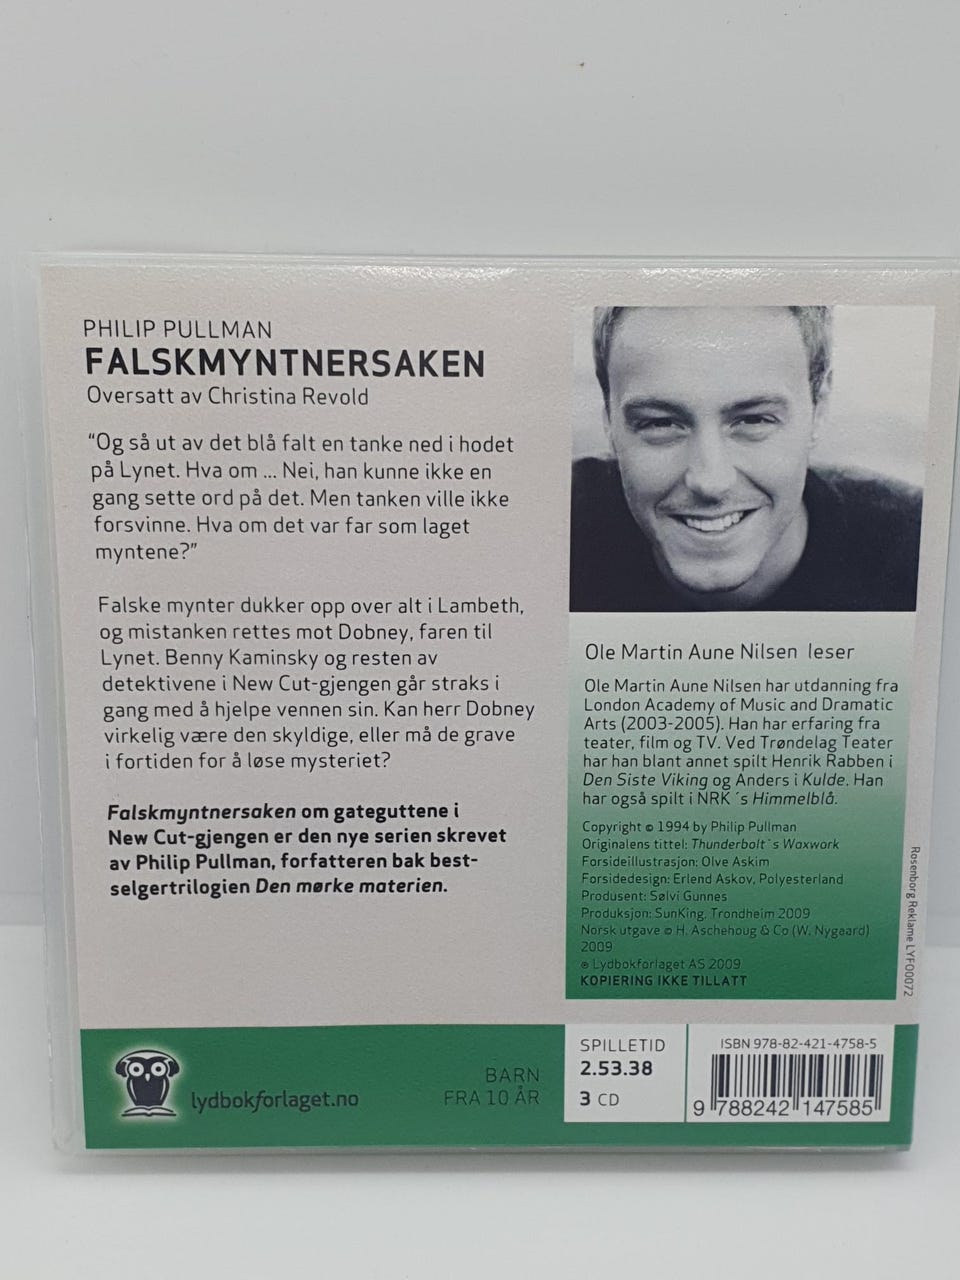 PHILIP PULLMAN
FALSKMYNTNERSAKEN
Oversatt av Christina Revold
“Og så ut av det blå falt en tanke ned i hodet
på Lynet. Hva om ... Nei, han kunne ikke en
gang sette ord på det. Men tanken ville ikke
forsvinne. Hva om det var far som laget
myntene?”
Falske mynter dukker opp over alt i Lambeth,
og mistanken rettes mot Dobney, faren til
Lynet. Benny Kaminsky og resten av
detektivene i New Cut-gjengen går straks i
gang med å hjelpe vennen sin. Kan herr Dobney
virkelig være den skyldige, eller må de grave
i fortiden for å løse mysteriet?
Falskmyntnersaken om gateguttene i
New Cut-gjengen er den nye serien skrevet
av Philip Pullman, forfatteren bak best-
selgertrilogien Den mørke materien.
Ole Martin Aune Nilsen leser
Ole Martin Aune Nilsen har utdanning fra
London Academy of Music and Dramatic
Arts (2003-2005). Han har erfaring fra
teater, film og TV. Ved Trøndelag Teater
har han blant annet spilt Henrik Rabben i
Den Siste Viking og Anders i Kulde. Han
har også spilt i NRK ´s Himmelblå.
Copyright © 1994 by Philip Pullman
Originalens tittel: Thunderbolt`s Waxwork
Forsideillustrasjon: Olve Askim
Forsidedesign: Erlend Askov, Polyesterland
Produsent: Sølvi Gunnes
Produksjon: SunKing, Trondheim 2009
Norsk utgave © H. Aschehoug & Co (W. Nygaard)
2009
℗ Lydbokforlaget AS 2009
KOPIERING IKKE TILLATT
Rosenborg Reklame LYFO0072
lydbokforlaget.no
BARN
FRA 10 ÅR
SPILLETID
2.53.38
3 CD
ISBN 978-82-421-4758-5
9 788242 147585